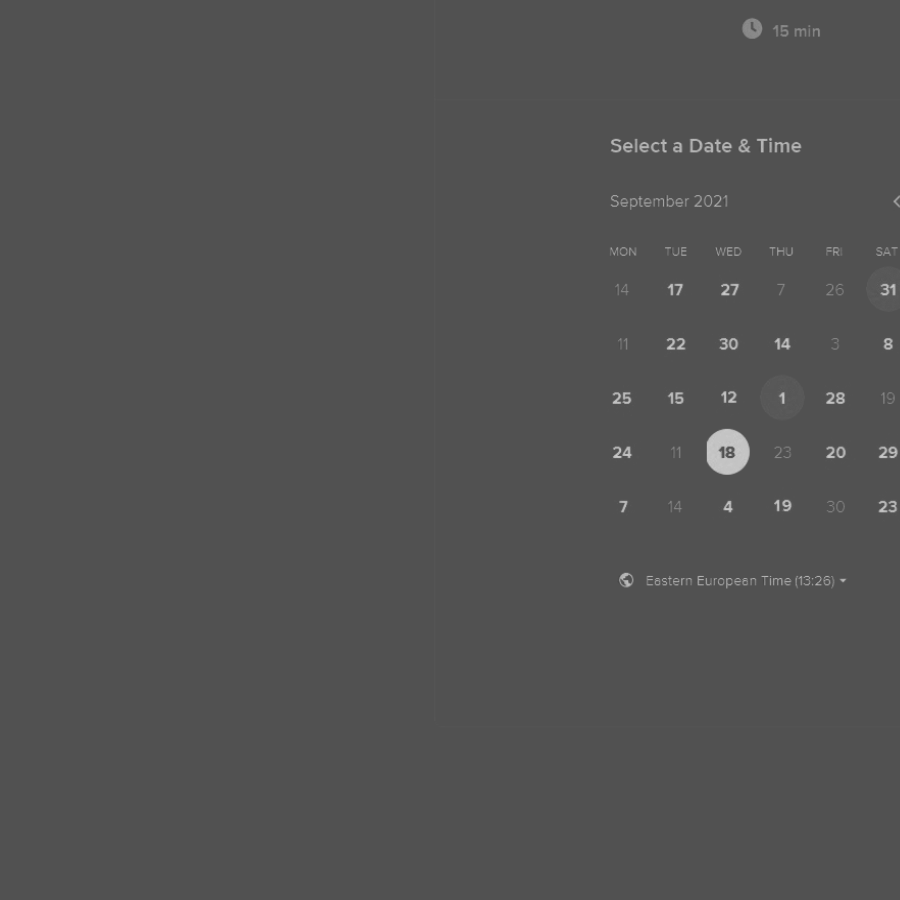 15 min
Select a Date & Time
September 2021
MON TUE WED THU FRI SAT
14 17 27 7 26 31
11 22 30 14 3 8
25 15 12 1 28 19
24 11 18 23 20 29
7 14 4 19 30 23
Eastern European Time (13:26)